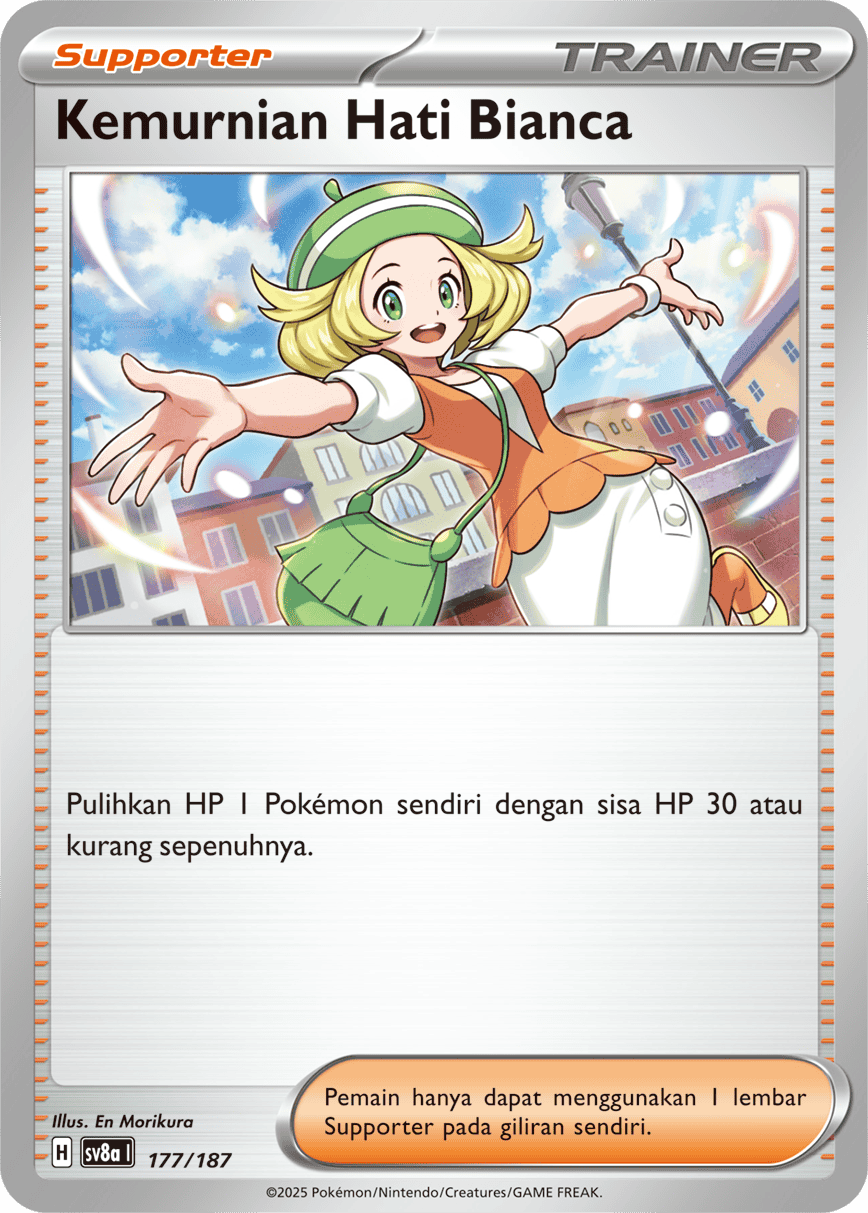 Supporter
TRAINER
Kemurnian Hati Bianca
Pulihkan HP 1 Pokémon sendiri dengan sisa HP 30 atau
kurang sepenuhnya.
Pemain hanya dapat menggunakan 1 lembar
Supporter pada giliran sendiri.
Illus. En Morikura
H sv8a I 177/187
©2025 Pokémon/Nintendo/Creatures/GAME FREAK.